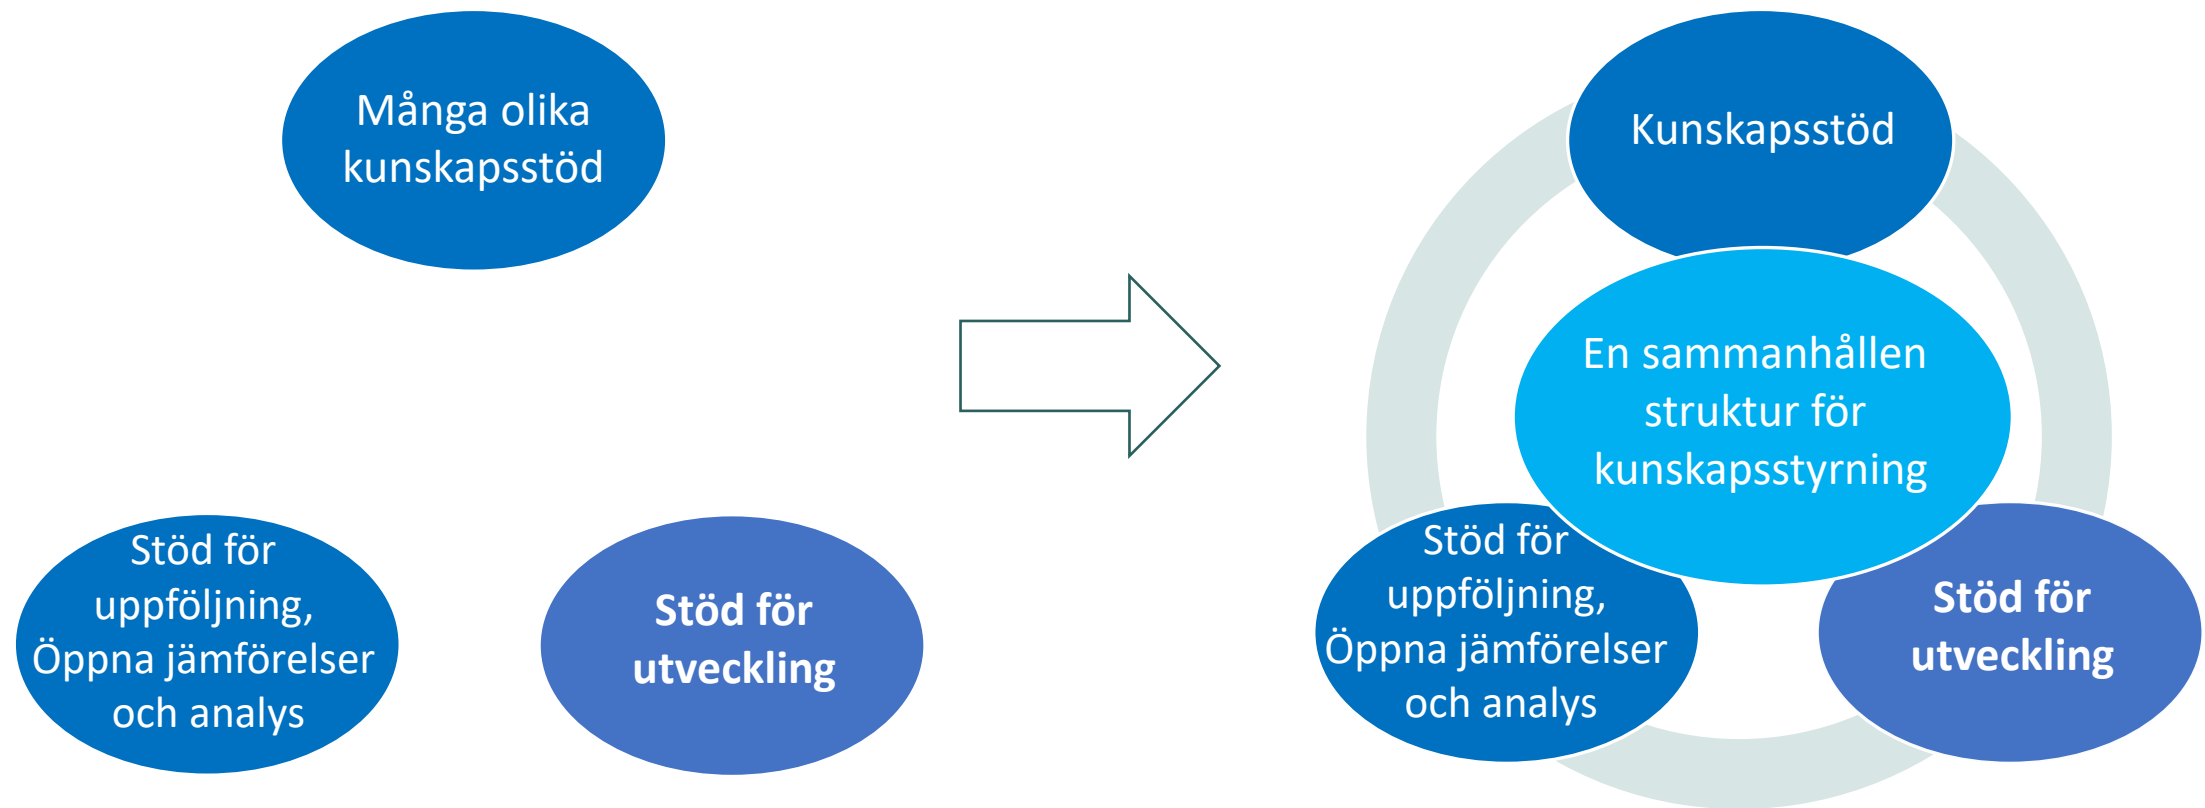 Många olika
kunskapsstöd
Stöd för
uppföljning,
Öppna jämförelser
och analys
Stöd för
utveckling
Kunskapsstöd
En sammanhållen
struktur för
kunskapsstyrning
Stöd för
uppföljning,
Öppna jämförelser
och analys
Stöd för
utveckling